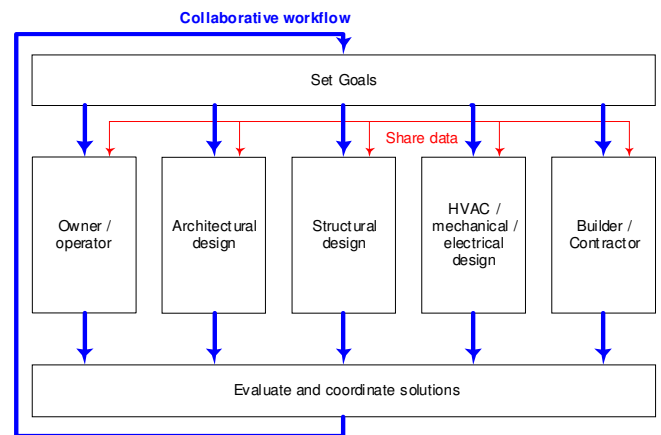 Collaborative workflow
Set Goals
Share data
Owner /
operator
Architectural
design
Structural
design
HVAC /
mechanical /
electrical
design
Builder /
Contractor
Evaluate and coordinate solutions